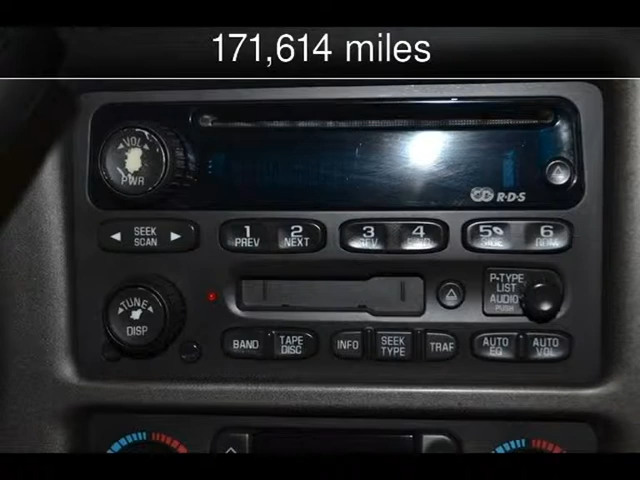 171,614 miles
VOL
PWR
CD R·D·S
SEEK
SCAN
1 PREV
2 NEXT
3
4
5
6
TUNE
DISP
P-TYPE
LIST
AUDIO
PUSH
BAND
TAPE
DISC
INFO
SEEK
TYPE
TRAF
AUTO
EQ
AUTO
VOL